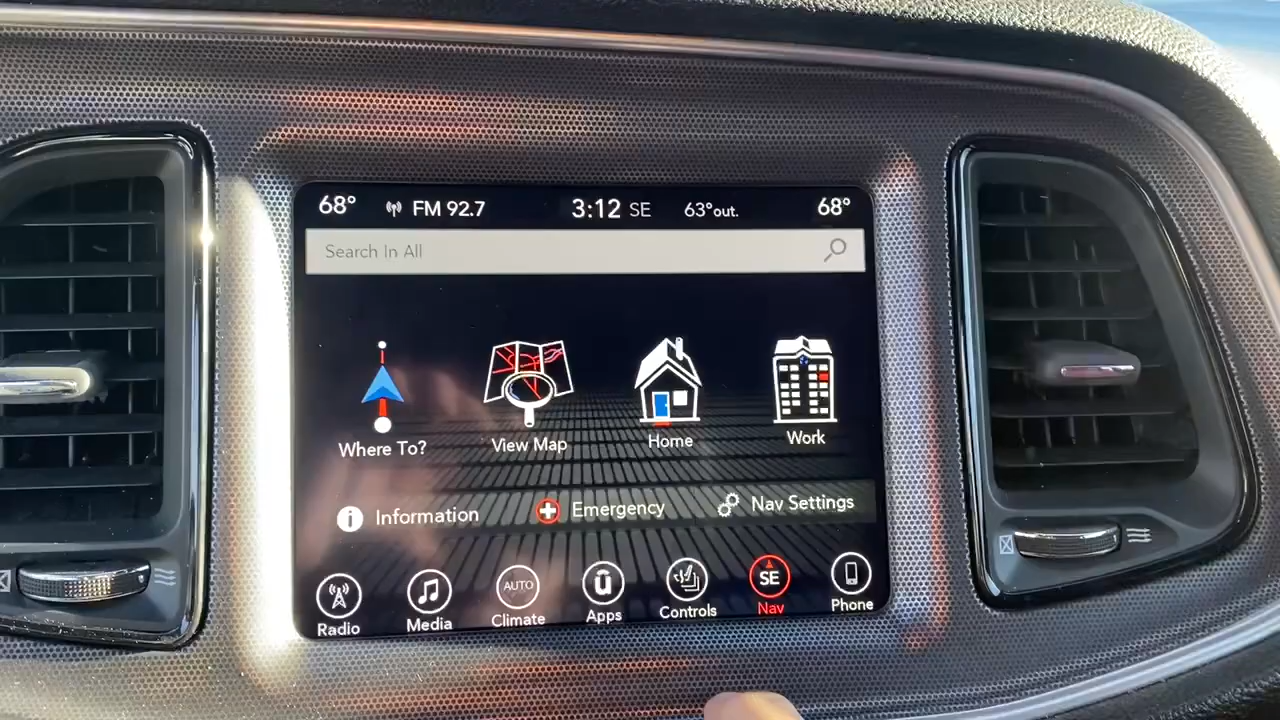 68° FM 92.7 3:12 SE 63°out. 68°
Search In All
Where To? View Map Home Work
Information Emergency Nav Settings
AUTO SE
Radio Media Climate Apps Controls Nav Phone